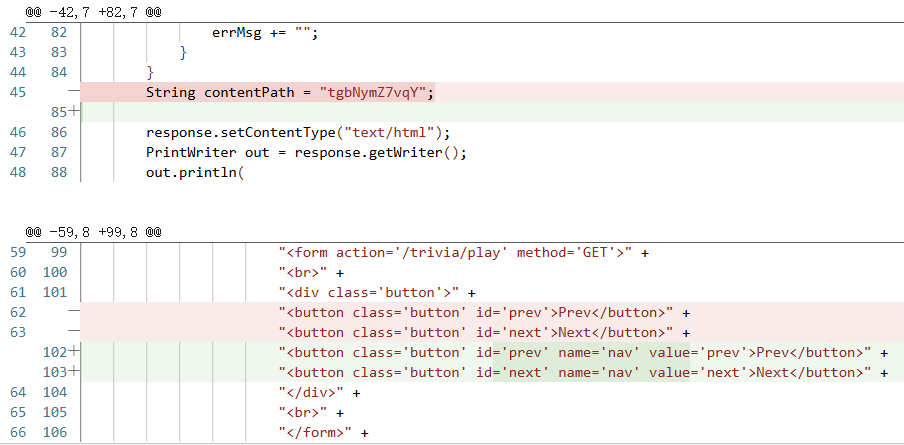 @@ -42,7 +82,7 @@
42 82 errMsg += "";
43 83 }
44 84 }
45 − String contentPath = "tgbNymZ7vqY";
85+
46 86 response.setContentType("text/html");
47 87 PrintWriter out = response.getWriter();
48 88 out.println(
@@ -59,8 +99,8 @@
59 99 "<form action='/trivia/play' method='GET'>" +
60 100 "<br>" +
61 101 "<div class='button'>" +
62 − "<button class='button' id='prev'>Prev</button>" +
63 − "<button class='button' id='next'>Next</button>" +
102+ "<button class='button' id='prev' name='nav' value='prev'>Prev</button>" +
103+ "<button class='button' id='next' name='nav' value='next'>Next</button>" +
64 104 "</div>" +
65 105 "<br>" +
66 106 "</form>" +